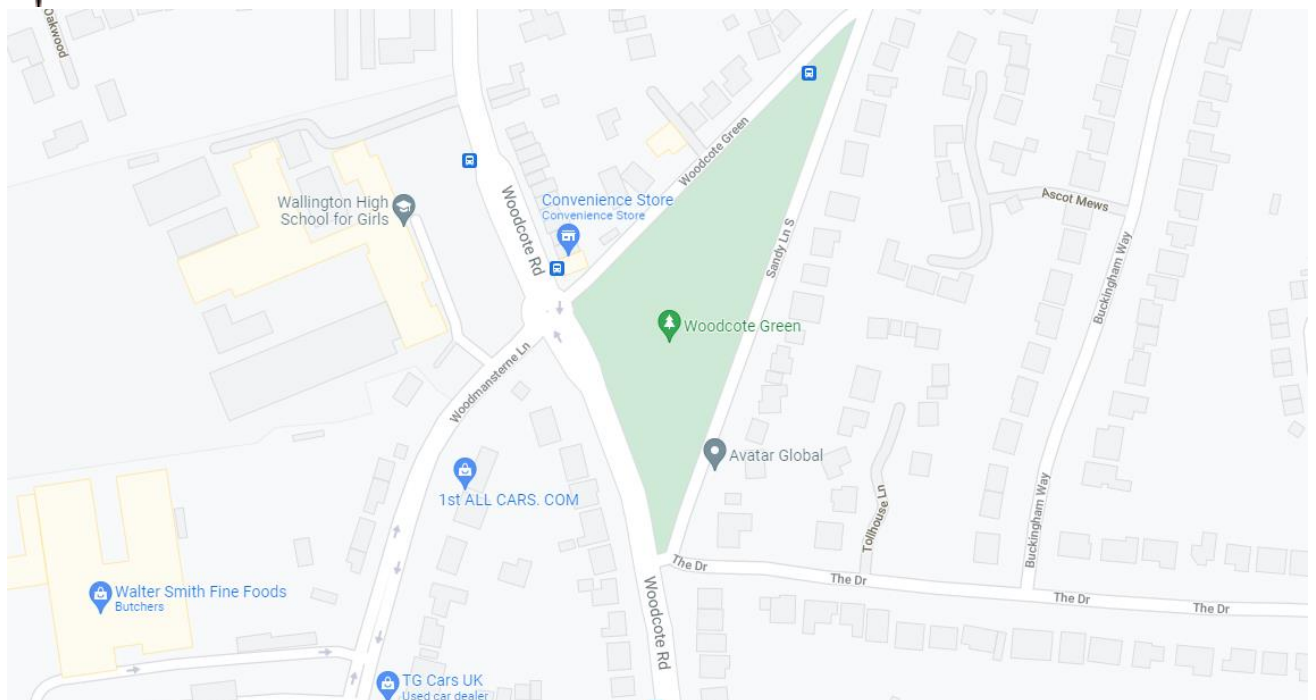 Oakwood
Woodcote Green
Wallington High
School for Girls
Convenience Store
Convenience Store
Woodcote Rd
Ascot Mews
Sandy Ln S
Buckingham Way
Woodcote Green
Woodmansterne Ln
Avatar Global
1st ALL CARS. COM
Tollhouse Ln
Buckingham Way
The Dr
The Dr
The Dr
The Dr
Walter Smith Fine Foods
Butchers
Woodcote Rd
TG Cars UK
Used car dealer